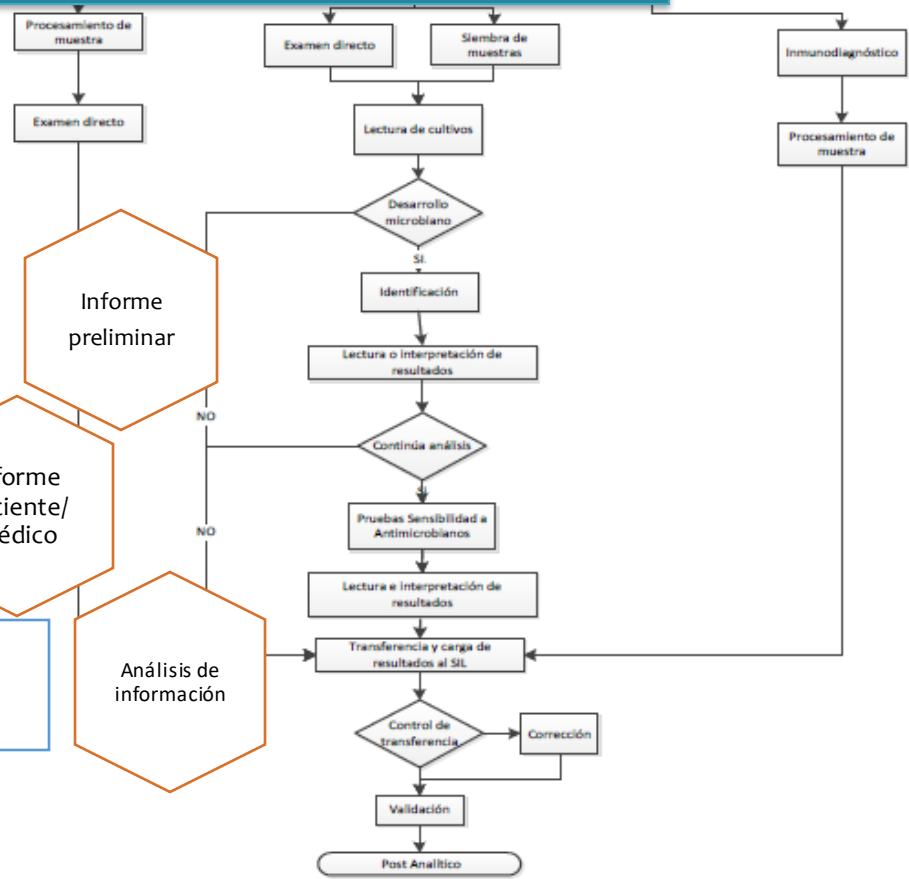 Procesamiento de
muestra
Examen directo
Siembra de
muestras
Inmunodiagnóstico
Examen directo
Lectura de cultivos
Procesamiento de
muestra
Desarrollo
microbiano
SI.
Identificación
Informe
preliminar
Lectura o interpretación de
resultados
NO
Continúa análisis
forme
ciente/
édico
SI.
Pruebas Sensibilidad a
Antimicrobianos
NO
Lectura e interpretación de
resultados
Análisis de
información
Transferencia y carga de
resultados al SIL
Control de
transferencia
Corrección
Validación
Post Analítico